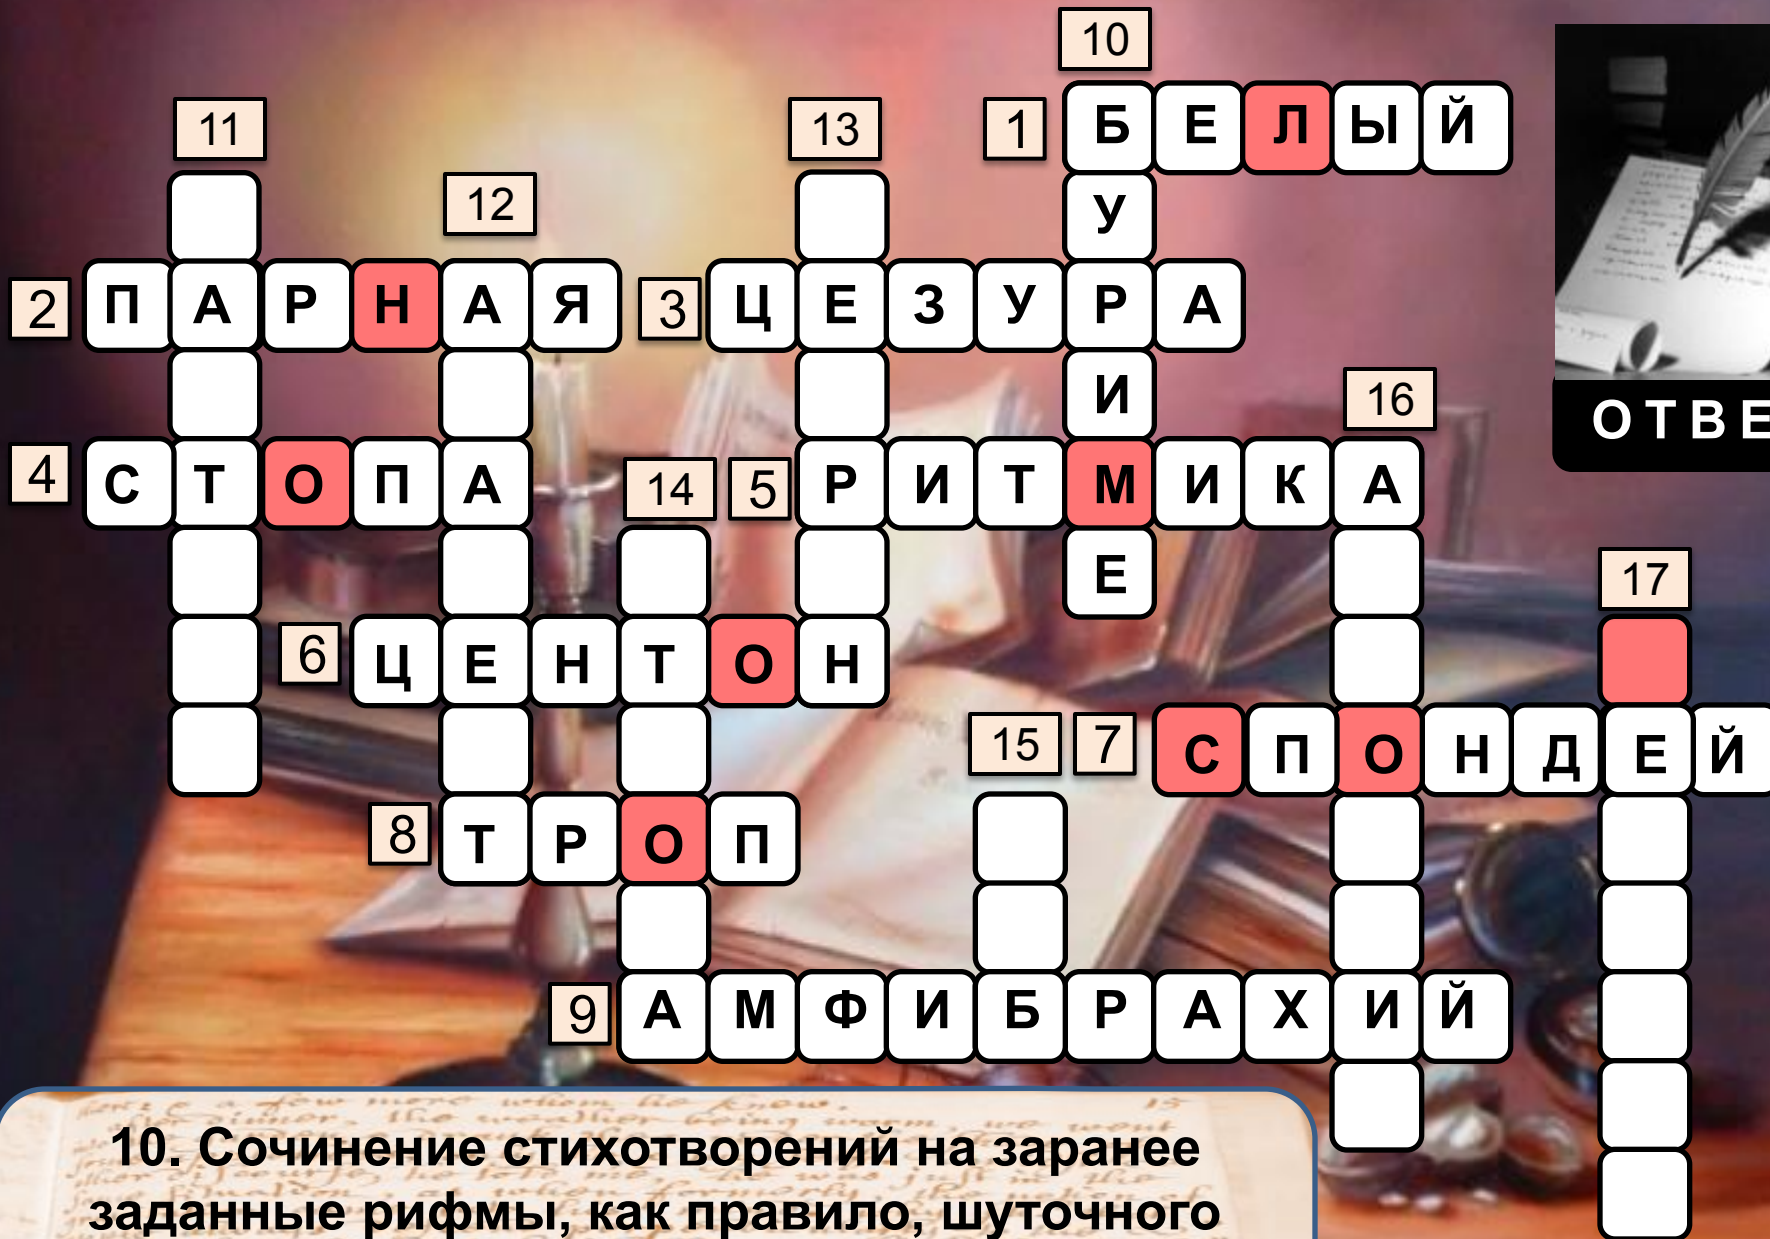 10
11
13
1 БЕЛЫЙ
12
У
2 ПАРНАЯ 3 ЦЕЗУРА
И
16
ОТВЕ
4 СТОПА 14 5 РИТМИКА
Е
17
6 ЦЕНТОН
15 7 СПОНДЕЙ
8 ТРОП
9 АМФИБРАХИЙ
10. Сочинение стихотворений на заранее
заданные рифмы, как правило, шуточного